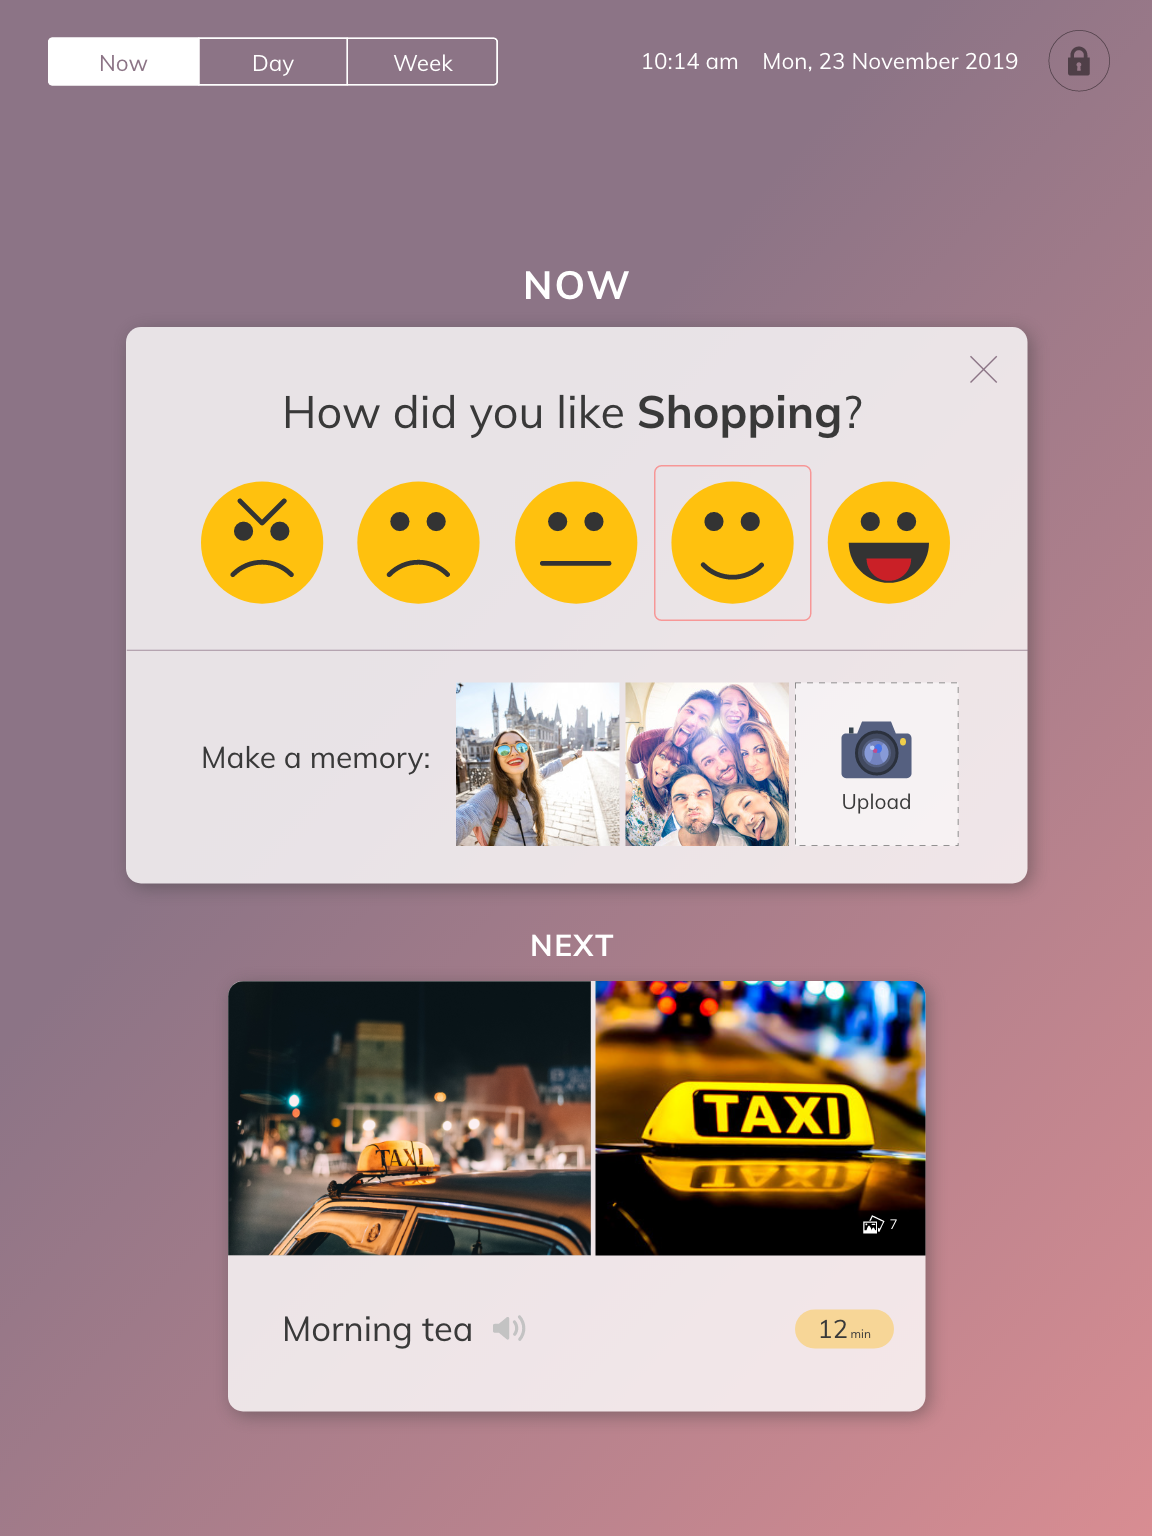 Now Day Week 10:14 am Mon, 23 November 2019
NOW
How did you like Shopping?
Make a memory:
Upload
NEXT
TAXI
TAXI
7
Morning tea 12 min